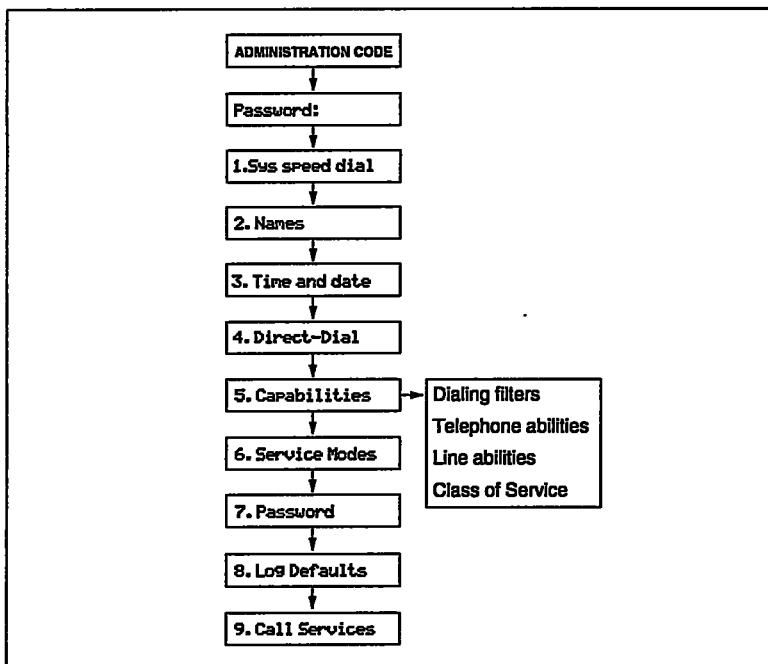 ADMINISTRATION CODE
Password:
1.Sys speed dial
2. Names
3. Time and date
4. Direct-Dial
5. Capabilities
Dialing filters
Telephone abilities
Line abilities
Class of Service
6. Service Modes
7. Password
8. Log Defaults
9. Call Services